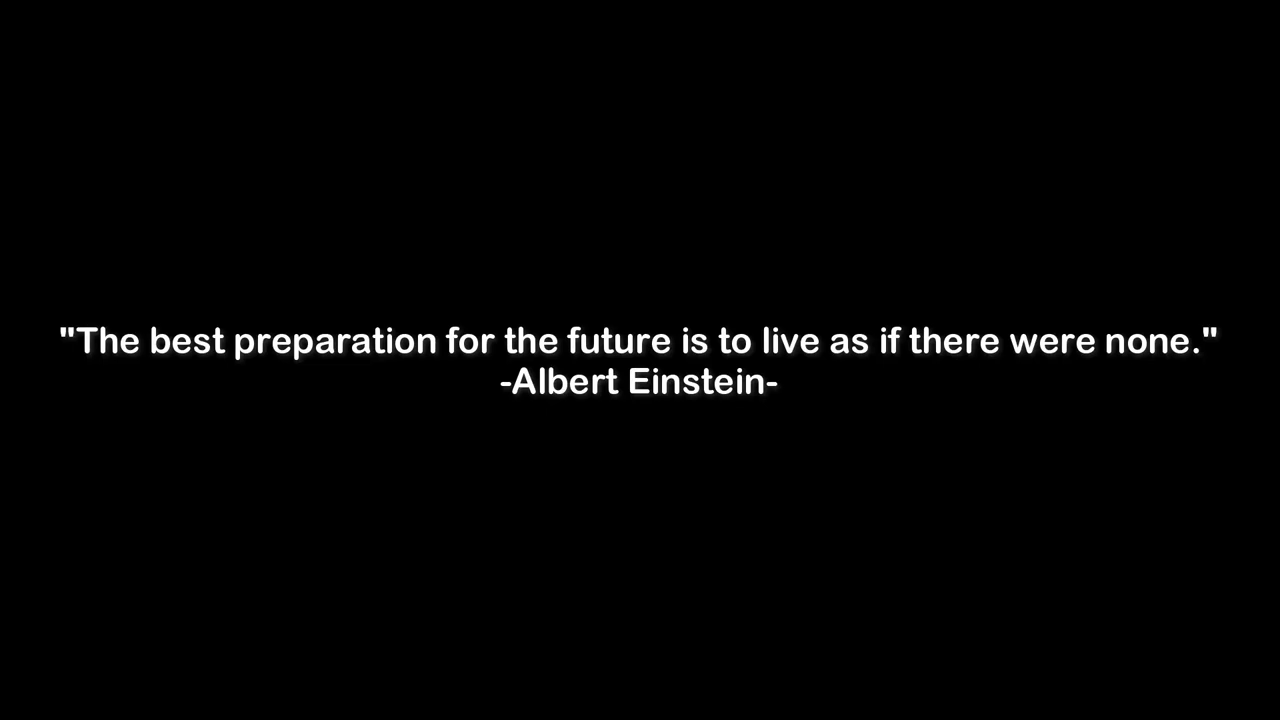 "The best preparation for the future is to live as if there were none."
-Albert Einstein-